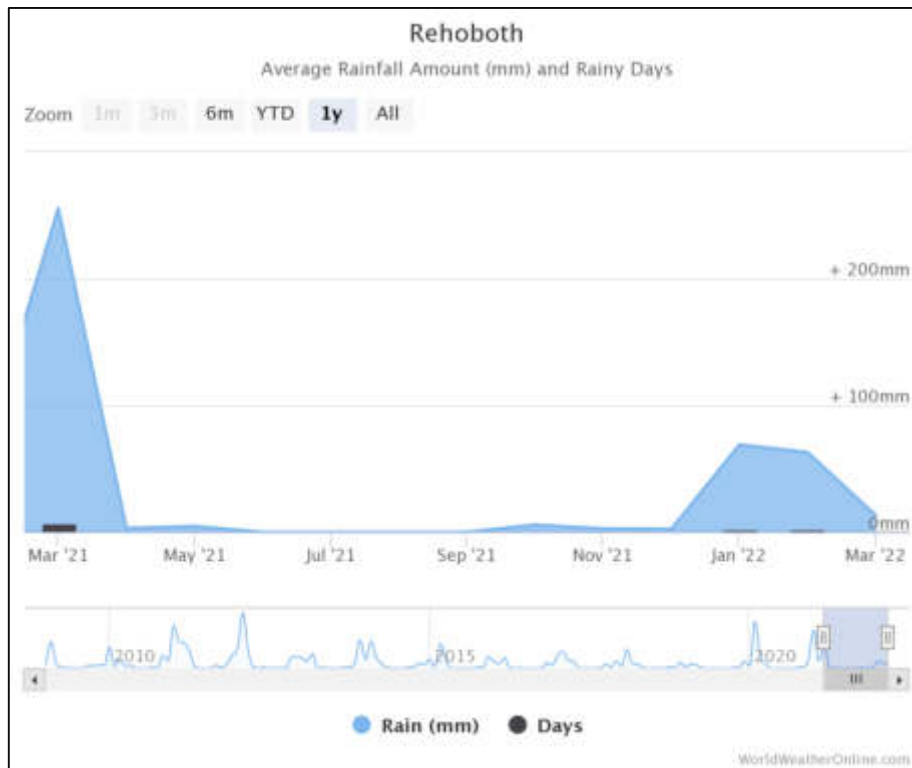 Rehoboth
Average Rainfall Amount (mm) and Rainy Days
Zoom 1m 3m 6m YTD 1y All
+ 200mm
+ 100mm
0mm
Mar '21 May '21 Jul '21 Sep '21 Nov '21 Jan '22 Mar '22
2010 2015 2020
Rain (mm) Days
WorldWeatherOnline.com